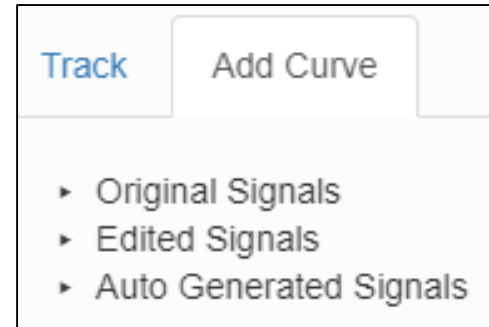 Track Add Curve
Original Signals
Edited Signals
Auto Generated Signals